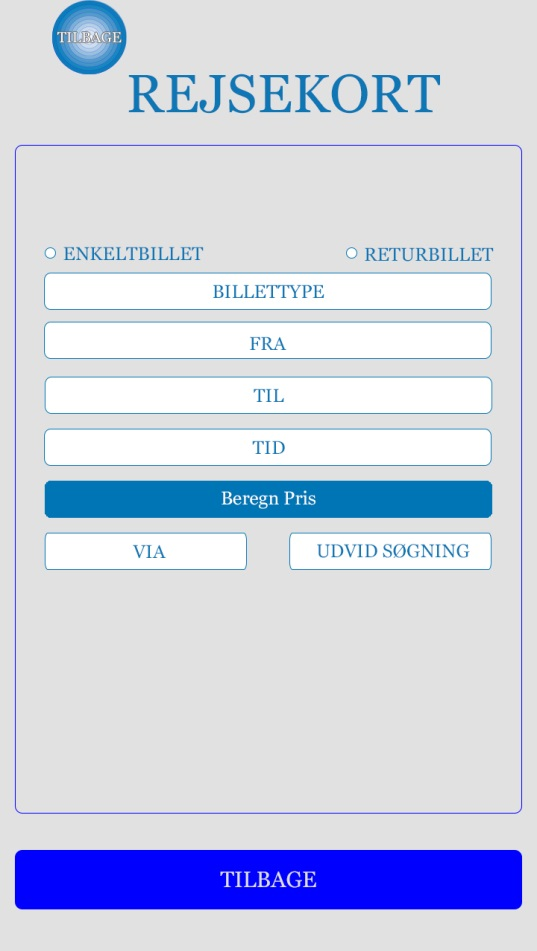 TILBAGE
REJSEKORT
ENKELTBILLET
RETURBILLET
BILLETTYPE
FRA
TIL
TID
Beregn Pris
VIA
UDVID SØGNING
TILBAGE